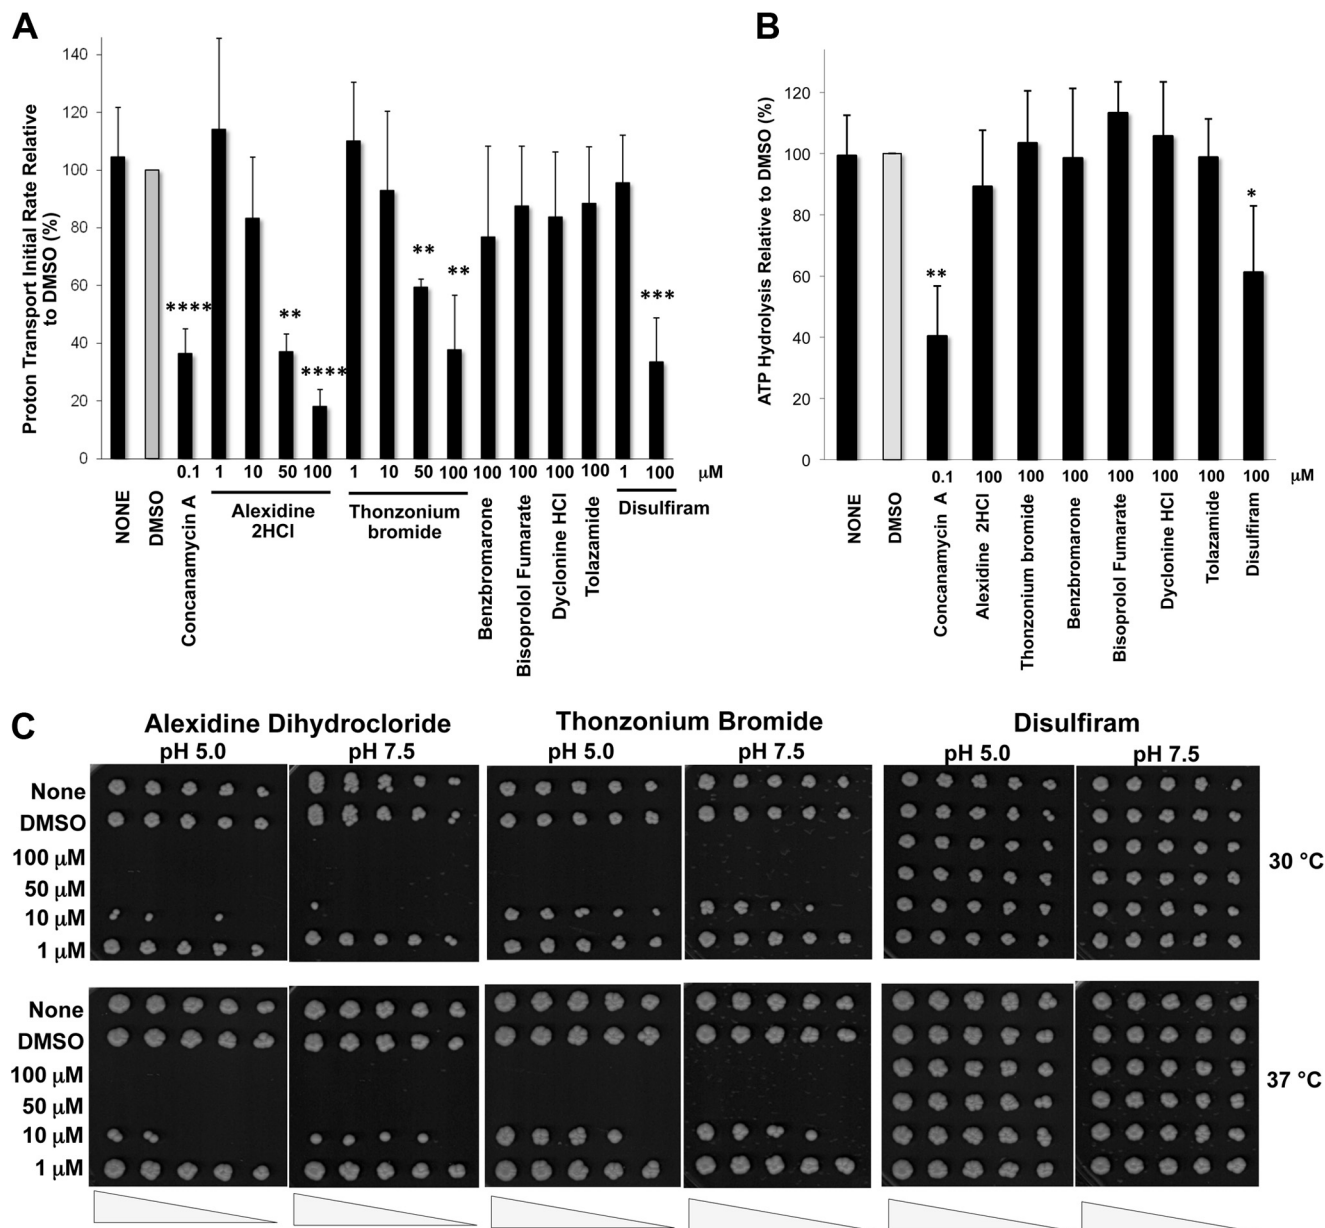 A
Proton Transport Initial Rate Relative
to DMSO (%)
140
120
100
80
60
40
20
0
****
**
****
**
**
***
0.1 1 10 50 100 1 10 50 100 100 100 100 100 1 100 μM
NONE
DMSO
Concanamycin A
Alexidine
2HCl
Thonzonium
bromide
Benzbromarone
Bisoprolol Fumarate
Dyclonine HCl
Tolazamide
Disulfiram
B
ATP Hydrolysis Relative to DMSO (%)
120
100
80
60
40
20
0
**
*
0.1 100 100 100 100 100 100 100 μM
NONE
DMSO
Concanamycin A
Alexidine 2HCl
Thonzonium bromide
Benzbromarone
Bisoprolol Fumarate
Dyclonine HCl
Tolazamide
Disulfiram
C
Alexidine Dihydrocloride Thonzonium Bromide Disulfiram
pH 5.0 pH 7.5 pH 5.0 pH 7.5 pH 5.0 pH 7.5
None
DMSO
100 μM
50 μM
10 μM
1 μM
30 °C
None
DMSO
100 μM
50 μM
10 μM
1 μM
37 °C